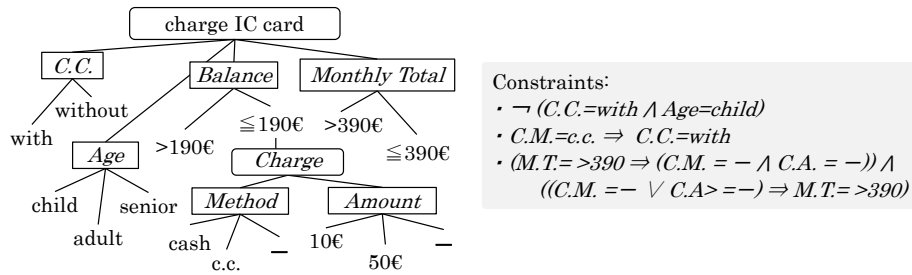 charge IC card
C.C.
Balance
Monthly Total
with
without
>190€
≦190€
>390€
≦390€
Age
Charge
child
adult
senior
Method
Amount
cash
c.c.
–
10€
50€
–
Constraints:
・¬ (C.C.=with ∧ Age=child)
・C.M.=c.c. ⇒ C.C.=with
・(M.T.= >390 ⇒ (C.M. = − ∧ C.A. = −)) ∧
((C.M. =− ∨ C.A> =−) ⇒ M.T.= >390)